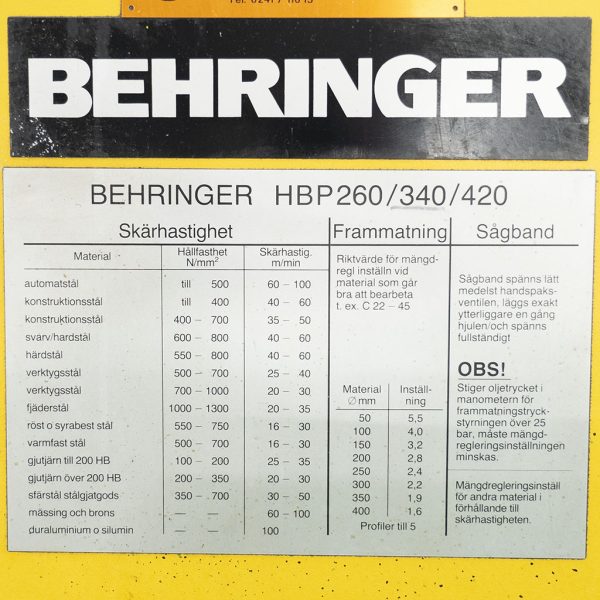 Tel. 02417 11013
BEHRINGER
BEHRINGER HBP260/340/420
Skärhastighet
Material Hållfasthet N/mm² Skärhastig. m/min
automatstål till 500 60 – 100
konstruktionsstål till 400 40 – 60
konstruktionsstål 400 – 700 35 – 50
svarv/hardstål 600 – 800 40 – 60
härdstål 550 – 800 40 – 60
verktygsstål 500 – 700 25 – 40
verktygsstål 700 – 1000 20 – 30
fjäderstål 1000 – 1300 20 – 35
röst o syrabest stål 550 – 750 16 – 30
varmfast stål 500 – 700 16 – 30
gjutjärn till 200 HB 100 – 200 25 – 35
gjutjärn över 200 HB 200 – 350 20 – 30
sfärstål stålgjatgods 350 – 700 30 – 50
mässing och brons — — 60 – 100
duraluminium o silumin — — 100
Frammatning
Riktvärde för mängd-
regl inställn vid
material som går
bra att bearbeta
t. ex. C 22 – 45
Material Ø mm Inställ-ning
50 5,5
100 4,0
150 3,2
200 2,8
250 2,4
300 2,2
350 1,9
400 1,6
Profiler till 5
Sågband
Sågband spänns lätt
medelst handspaks-
ventilen, läggs exakt
ytterligare en gång
hjulen/och spänns
fullständigt
OBS!
Stiger oljetrycket i
manometern för
frammatningstryck-
styrningen över 25
bar, måste mängd-
regleringsinställningen
minskas.
Mängdregleringsinställ
för andra material i
förhållande till
skärhastigheten.